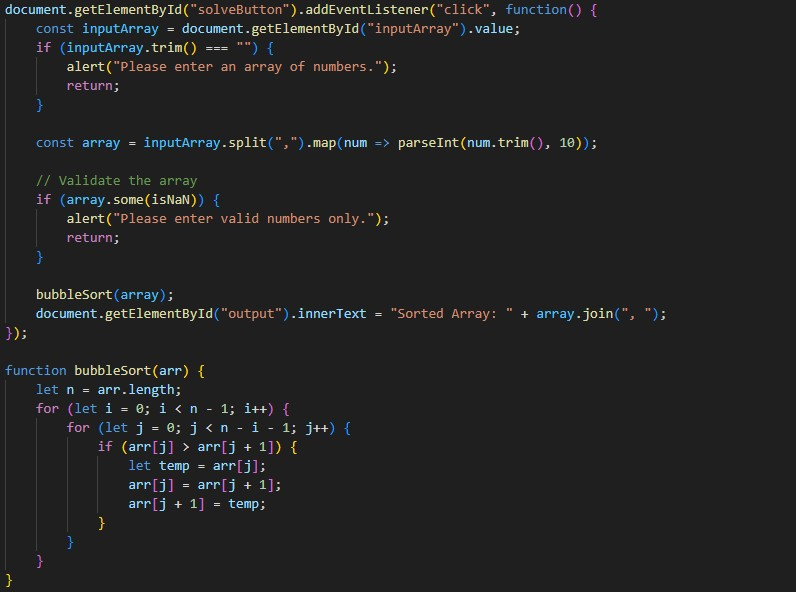 document.getElementById("solveButton").addEventListener("click", function() {
    const inputArray = document.getElementById("inputArray").value;
    if (inputArray.trim() === "") {
        alert("Please enter an array of numbers.");
        return;
    }

    const array = inputArray.split(",").map(num => parseInt(num.trim(), 10));

    // Validate the array
    if (array.some(isNaN)) {
        alert("Please enter valid numbers only.");
        return;
    }

    bubbleSort(array);
    document.getElementById("output").innerText = "Sorted Array: " + array.join(", ");
});

function bubbleSort(arr) {
    let n = arr.length;
    for (let i = 0; i < n - 1; i++) {
        for (let j = 0; j < n - i - 1; j++) {
            if (arr[j] > arr[j + 1]) {
                let temp = arr[j];
                arr[j] = arr[j + 1];
                arr[j + 1] = temp;
            }
        }
    }
}